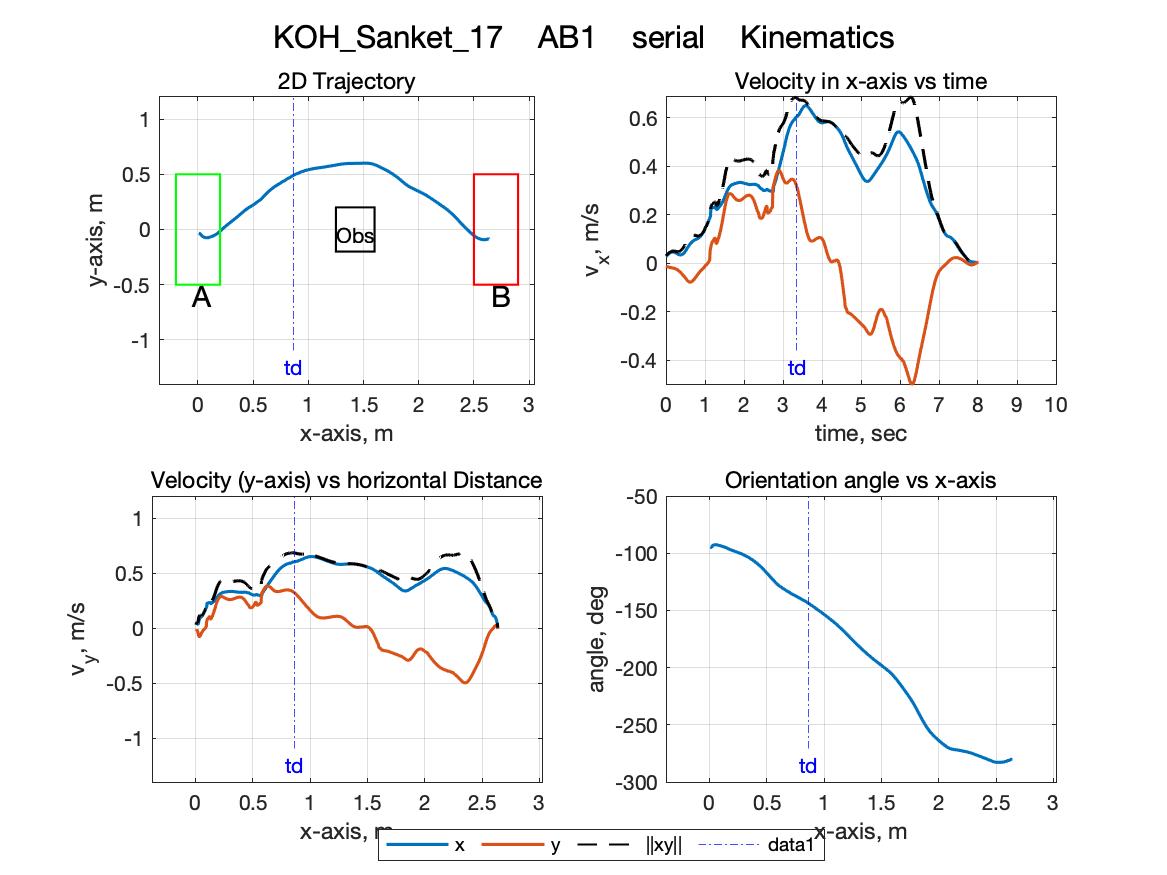 KOH_Sanket_17 AB1 serial Kinematics
2D Trajectory
1
0.5
0
-0.5
-1
y-axis, m
A
Obs
B
td
0 0.5 1 1.5 2 2.5 3
x-axis, m
Velocity in x-axis vs time
0.6
0.4
0.2
0
-0.2
-0.4
v_x, m/s
td
0 1 2 3 4 5 6 7 8 9 10
time, sec
Velocity (y-axis) vs horizontal Distance
1
0.5
0
-0.5
-1
v_y, m/s
td
0 0.5 1 1.5 2 2.5 3
x-axis, m
Orientation angle vs x-axis
-50
-100
-150
-200
-250
-300
angle, deg
td
0 0.5 1 1.5 2 2.5 3
x-axis, m
x y ||xy|| data1